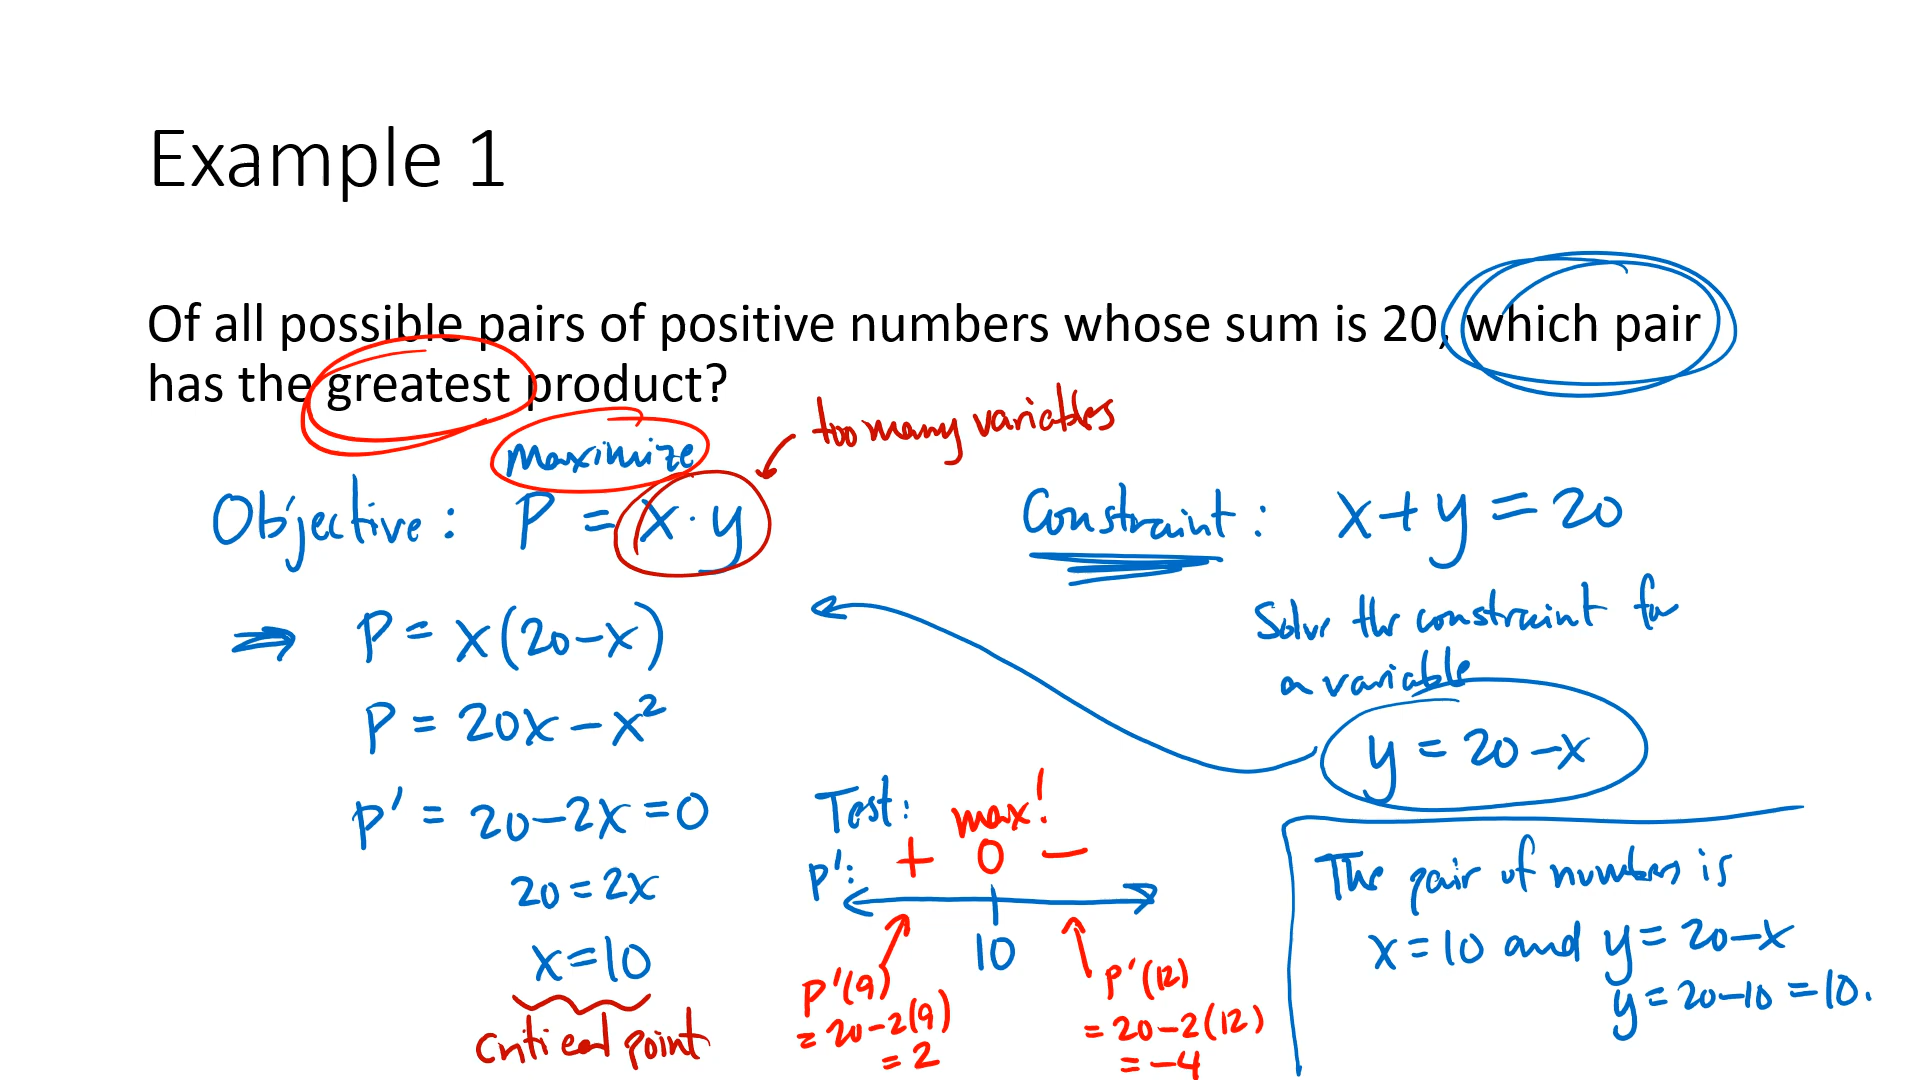 Example 1
Of all possible pairs of positive numbers whose sum is 20, which pair
has the greatest product?
too many variables
maximize
Objective: P = x · y
Constraint: x + y = 20
⇒ P = x(20 − x)
Solve the constraint for
a variable
y = 20 − x
P = 20x − x²
P' = 20 − 2x = 0
20 = 2x
x = 10
critical point
Test: max!
P': + 0 −
10
P'(9)
= 20 − 2(9)
= 2
P'(12)
= 20 − 2(12)
= −4
The pair of numbers is
x = 10 and y = 20 − x
y = 20 − 10 = 10.